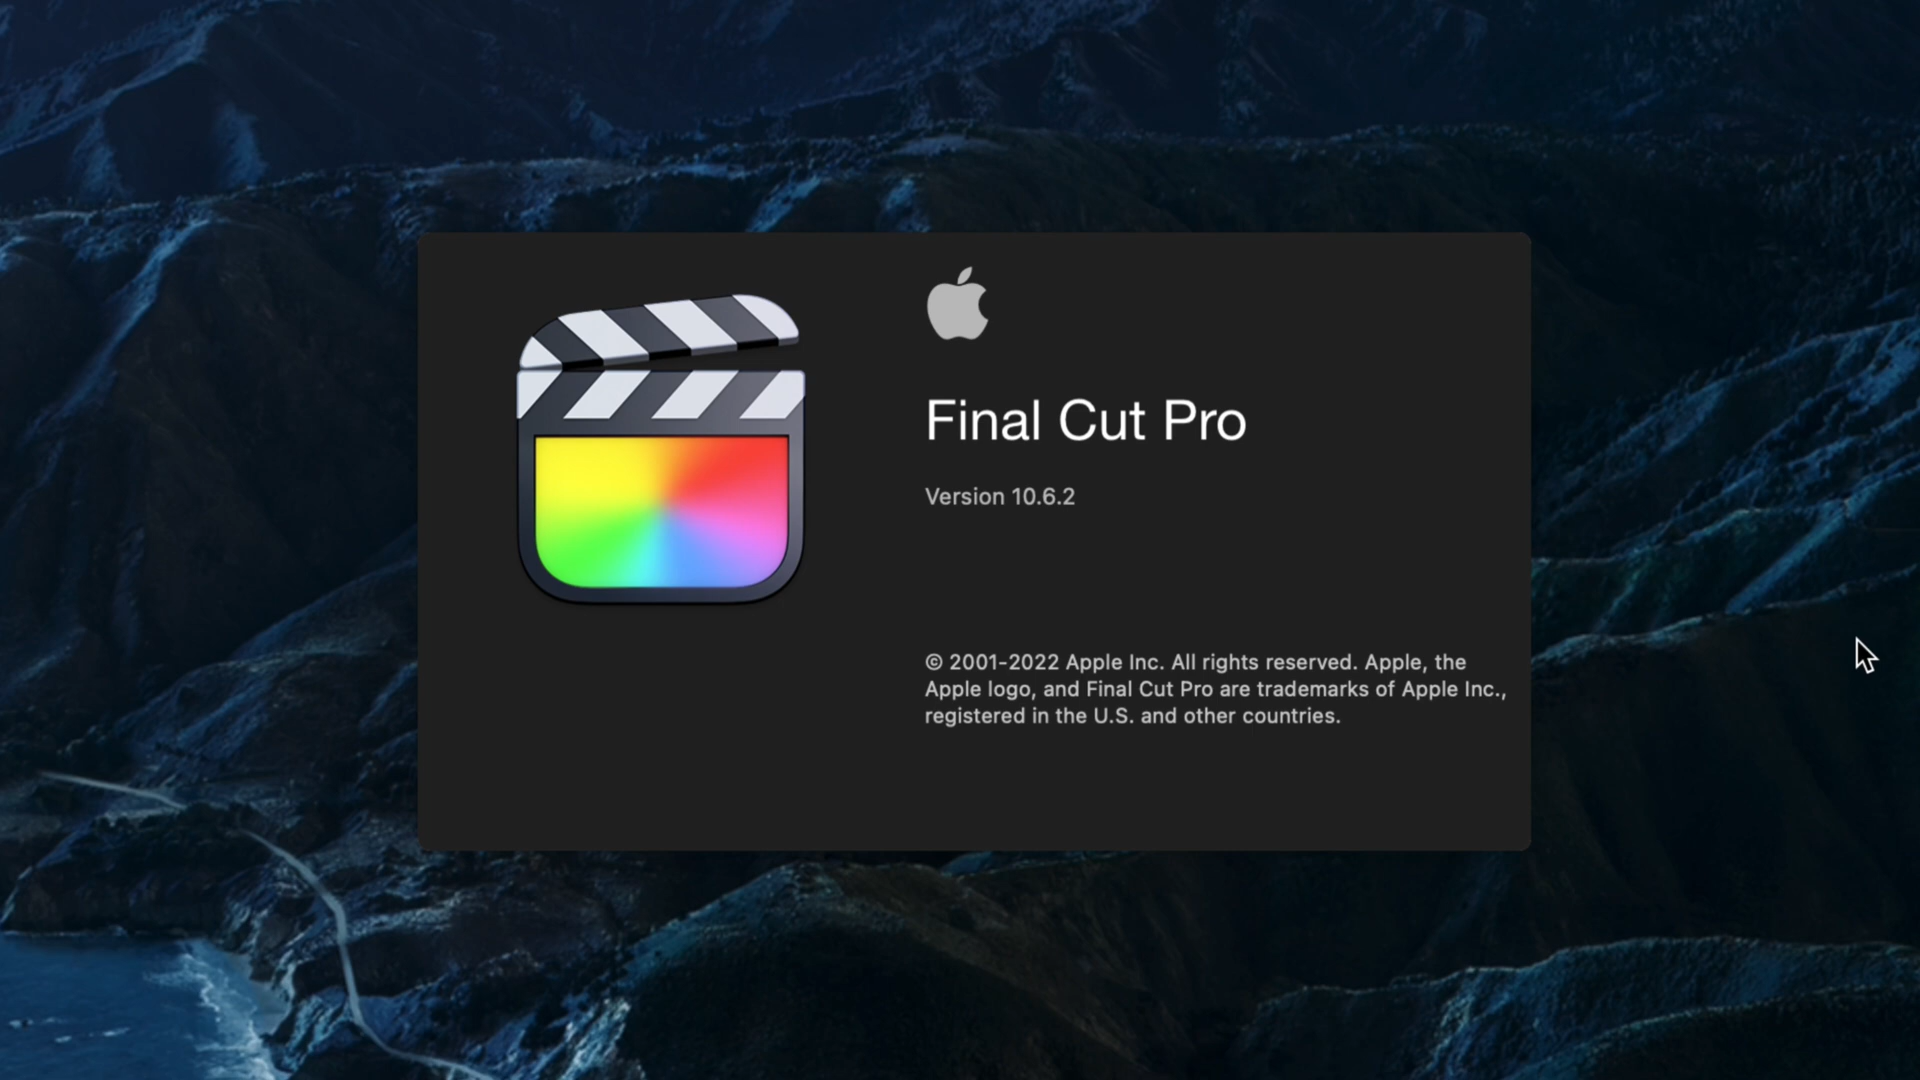 Final Cut Pro
Version 10.6.2
© 2001-2022 Apple Inc. All rights reserved. Apple, the
Apple logo, and Final Cut Pro are trademarks of Apple Inc.,
registered in the U.S. and other countries.